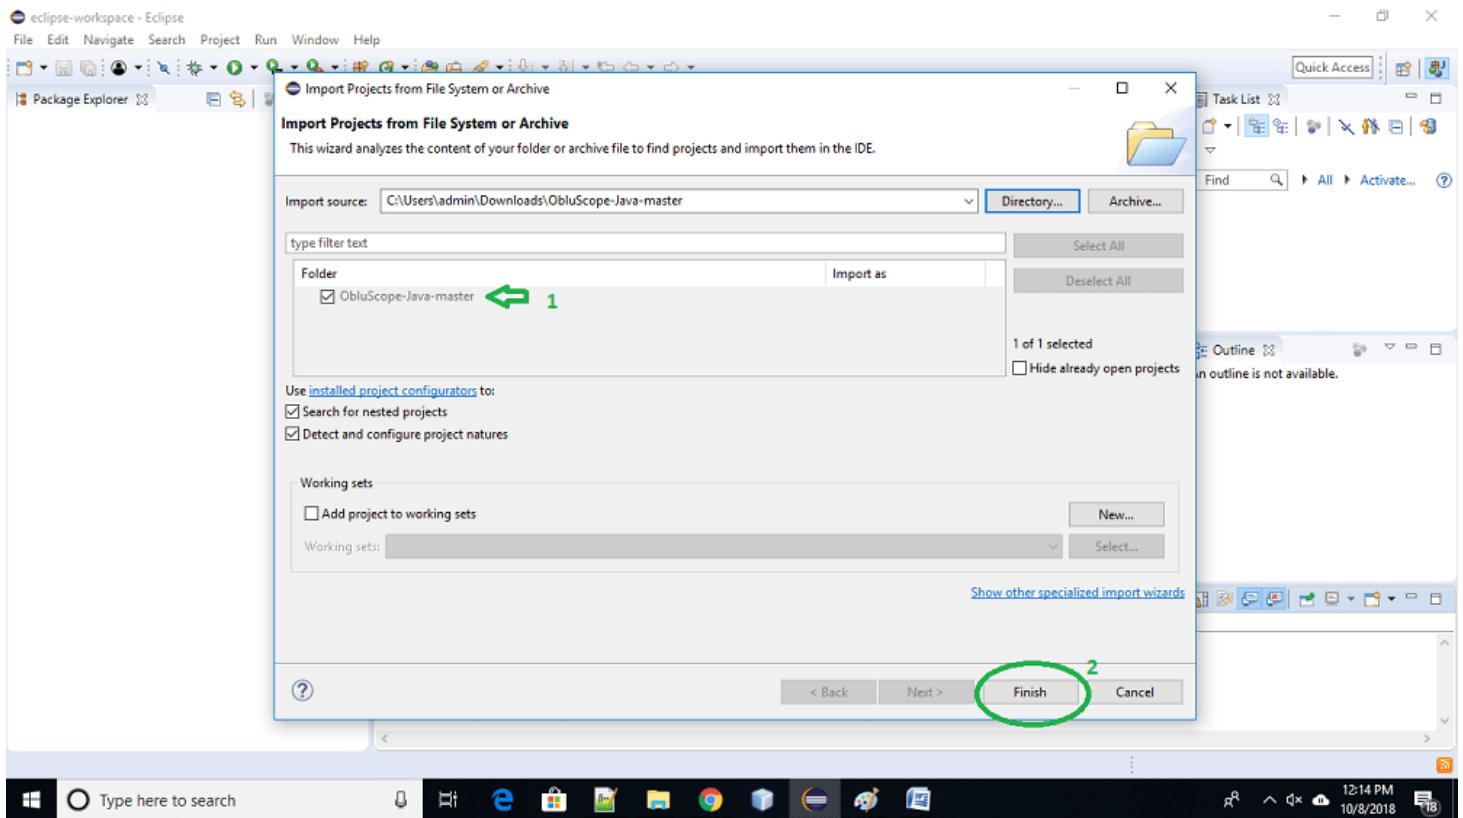 eclipse-workspace - Eclipse
File Edit Navigate Search Project Run Window Help
Quick Access
Package Explorer
Task List
Find
All
Activate...
Import Projects from File System or Archive
Import Projects from File System or Archive
This wizard analyzes the content of your folder or archive file to find projects and import them in the IDE.
Import source: C:\Users\admin\Downloads\ObluScope-Java-master Directory... Archive...
type filter text
Select All
Folder Import as
Deselect All
ObluScope-Java-master 1
1 of 1 selected
Hide already open projects
Use installed project configurators to:
Search for nested projects
Detect and configure project natures
Working sets
Add project to working sets New...
Working sets: Select...
Show other specialized import wizards
2
? < Back Next > Finish Cancel
Outline
An outline is not available.
Type here to search
12:14 PM
10/8/2018
18